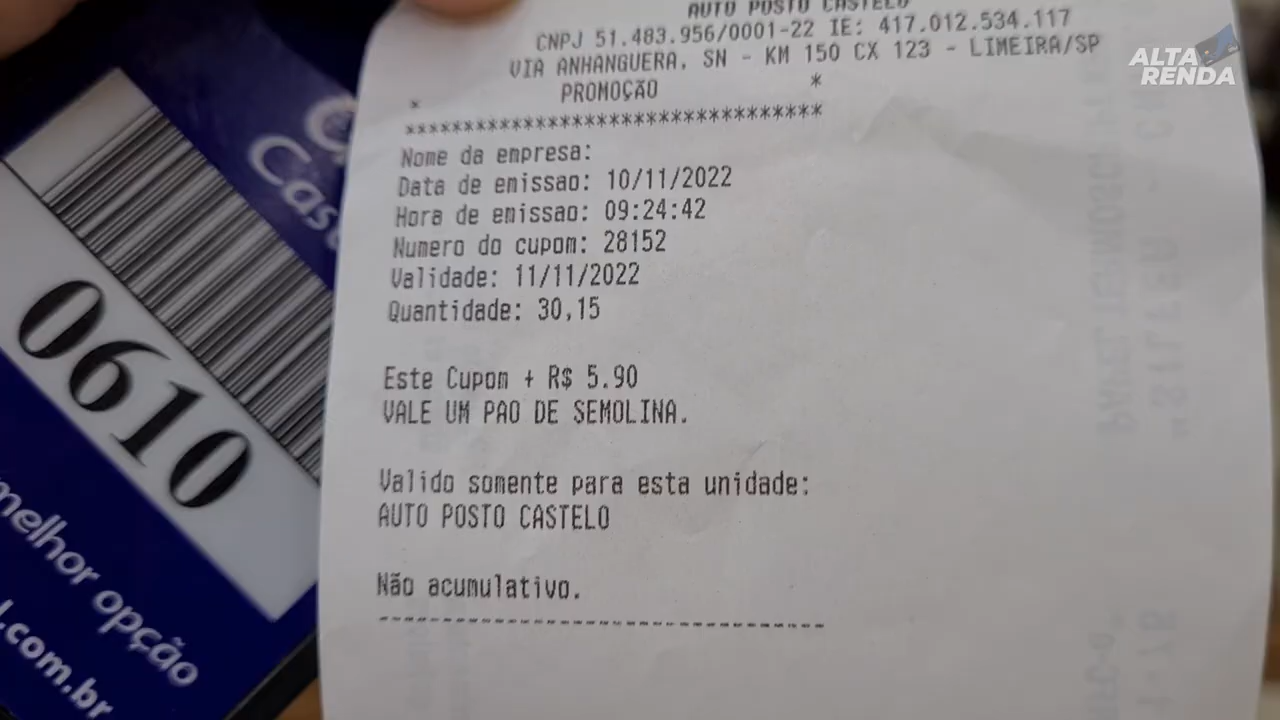 AUTO POSTO CASTELO
CNPJ 51.483.956/0001-22 IE: 417.012.534.117
VIA ANHANGUERA, SN - KM 150 CX 123 - LIMEIRA/SP
* PROMOÇÃO *
************************************
Nome da empresa:
Data de emissao: 10/11/2022
Hora de emissao: 09:24:42
Numero do cupom: 28152
Validade: 11/11/2022
Quantidade: 30,15
Este Cupom + R$ 5.90
VALE UM PAO DE SEMOLINA.
Valido somente para esta unidade:
AUTO POSTO CASTELO
Não acumulativo.
------------------------------------
ALTA
RENDA
0610
melhor opção
.com.br